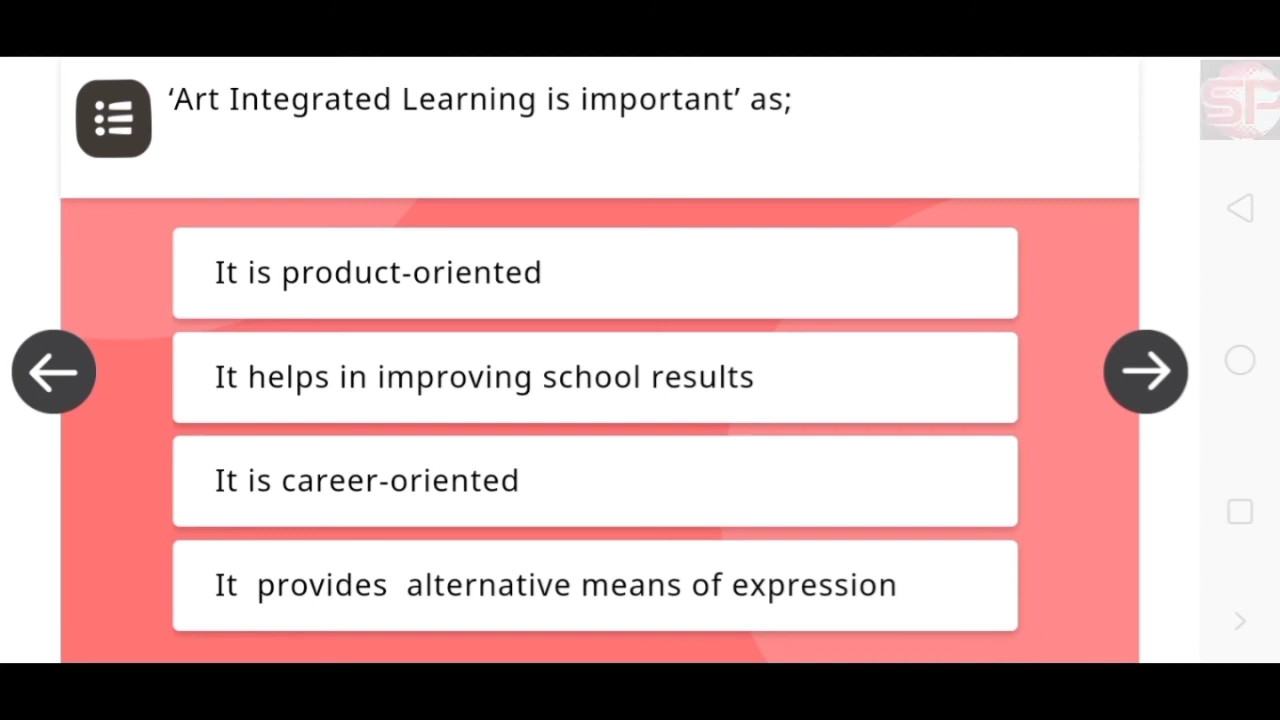 ‘Art Integrated Learning is important’ as;
It is product-oriented
It helps in improving school results
It is career-oriented
It provides alternative means of expression
SF